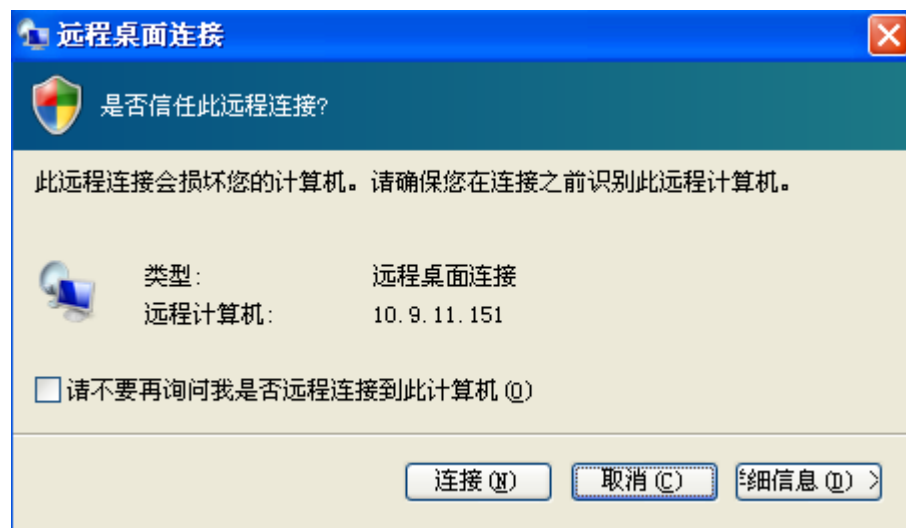 远程桌面连接
是否信任此远程连接?
此远程连接会损坏您的计算机。请确保您在连接之前识别此远程计算机。
类型: 远程桌面连接
远程计算机: 10.9.11.151
请不要再询问我是否远程连接到此计算机(O)
连接(N) 取消(C) 细信息(D) >